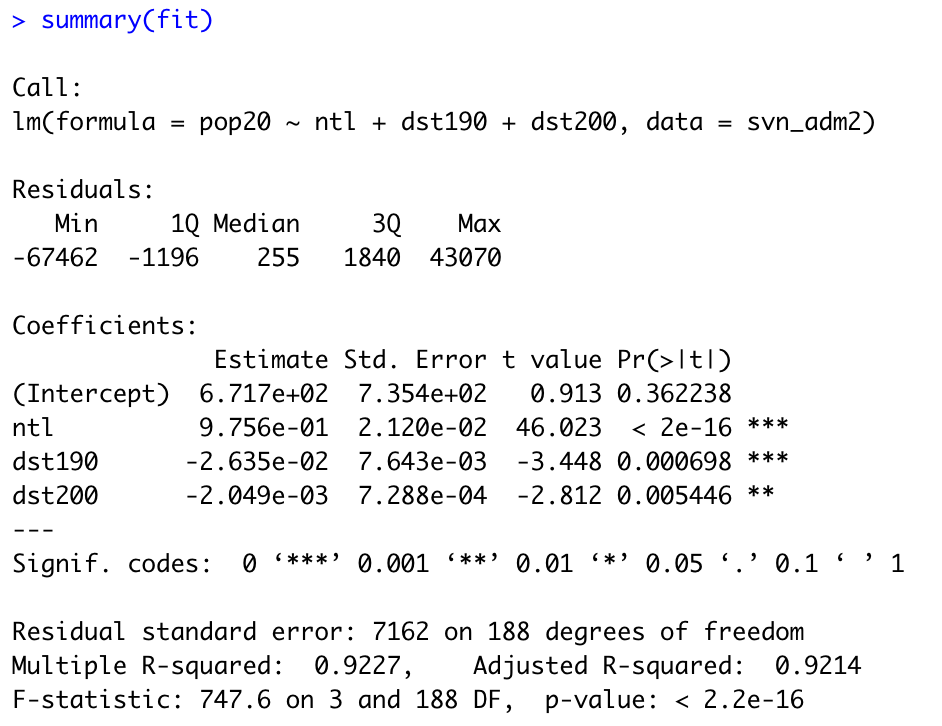 > summary(fit)

Call:
lm(formula = pop20 ~ ntl + dst190 + dst200, data = svn_adm2)

Residuals:
   Min     1Q Median     3Q    Max
-67462  -1196    255   1840  43070

Coefficients:
              Estimate Std. Error t value Pr(>|t|)
(Intercept)  6.717e+02  7.354e+02   0.913 0.362238
ntl          9.756e-01  2.120e-02  46.023  < 2e-16 ***
dst190      -2.635e-02  7.643e-03  -3.448 0.000698 ***
dst200      -2.049e-03  7.288e-04  -2.812 0.005446 **
---
Signif. codes:  0 ‘***’ 0.001 ‘**’ 0.01 ‘*’ 0.05 ‘.’ 0.1 ‘ ’ 1

Residual standard error: 7162 on 188 degrees of freedom
Multiple R-squared:  0.9227,	Adjusted R-squared:  0.9214
F-statistic: 747.6 on 3 and 188 DF,  p-value: < 2.2e-16